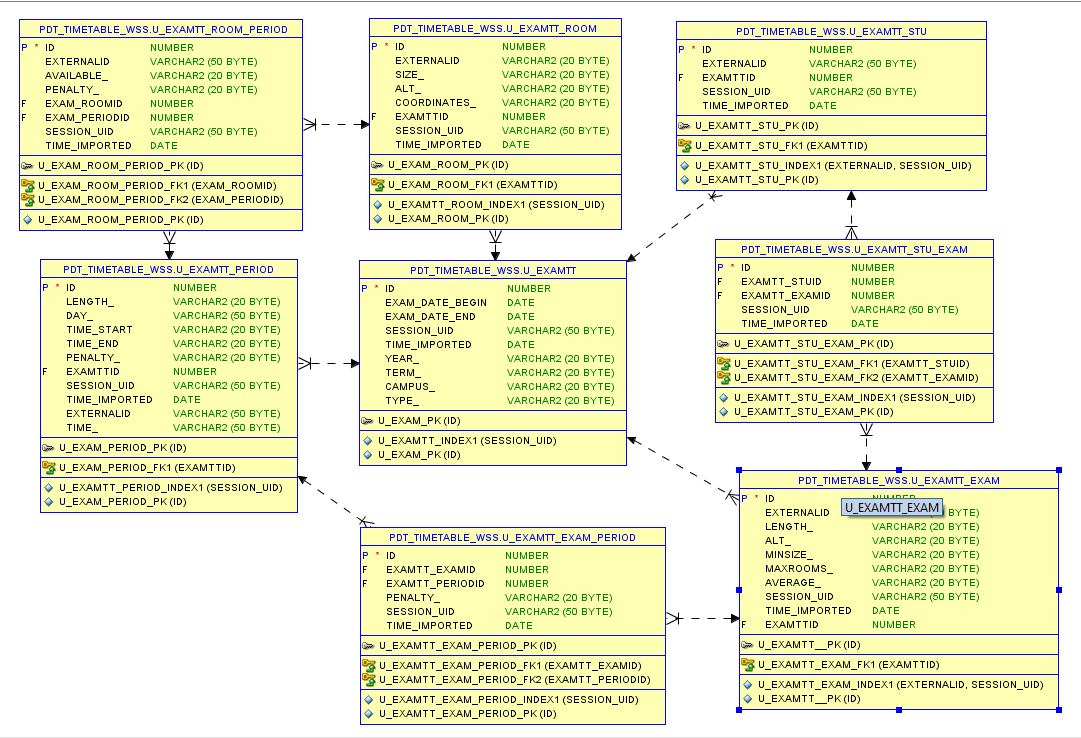 PDT_TIMETABLE_WSS.U_EXAMTT_ROOM_PERIOD
P * ID NUMBER
EXTERNALID VARCHAR2 (50 BYTE)
AVAILABLE_ VARCHAR2 (20 BYTE)
PENALTY_ VARCHAR2 (20 BYTE)
F EXAM_ROOMID NUMBER
F EXAM_PERIODID NUMBER
SESSION_UID VARCHAR2 (50 BYTE)
TIME_IMPORTED DATE
U_EXAM_ROOM_PERIOD_PK (ID)
U_EXAM_ROOM_PERIOD_FK1 (EXAM_ROOMID)
U_EXAM_ROOM_PERIOD_FK2 (EXAM_PERIODID)
U_EXAM_ROOM_PERIOD_PK (ID)
PDT_TIMETABLE_WSS.U_EXAMTT_ROOM
P * ID NUMBER
EXTERNALID VARCHAR2 (20 BYTE)
SIZE_ VARCHAR2 (20 BYTE)
ALT_ VARCHAR2 (20 BYTE)
COORDINATES_ VARCHAR2 (20 BYTE)
F EXAMTTID NUMBER
SESSION_UID VARCHAR2 (50 BYTE)
TIME_IMPORTED DATE
U_EXAM_ROOM_PK (ID)
U_EXAM_ROOM_FK1 (EXAMTTID)
U_EXAMTT_ROOM_INDEX1 (SESSION_UID)
U_EXAM_ROOM_PK (ID)
PDT_TIMETABLE_WSS.U_EXAMTT_STU
P * ID NUMBER
EXTERNALID VARCHAR2 (50 BYTE)
F EXAMTTID NUMBER
SESSION_UID VARCHAR2 (50 BYTE)
TIME_IMPORTED DATE
U_EXAMTT_STU_PK (ID)
U_EXAMTT_STU_FK1 (EXAMTTID)
U_EXAMTT_STU_INDEX1 (EXTERNALID, SESSION_UID)
U_EXAMTT_STU_PK (ID)
PDT_TIMETABLE_WSS.U_EXAMTT_PERIOD
P * ID NUMBER
LENGTH_ VARCHAR2 (20 BYTE)
DAY_ VARCHAR2 (20 BYTE)
TIME_START VARCHAR2 (20 BYTE)
TIME_END VARCHAR2 (20 BYTE)
PENALTY_ VARCHAR2 (20 BYTE)
F EXAMTTID NUMBER
SESSION_UID VARCHAR2 (50 BYTE)
TIME_IMPORTED DATE
EXTERNALID VARCHAR2 (50 BYTE)
TIME_ VARCHAR2 (50 BYTE)
U_EXAM_PERIOD_PK (ID)
U_EXAM_PERIOD_FK1 (EXAMTTID)
U_EXAMTT_PERIOD_INDEX1 (SESSION_UID)
U_EXAM_PERIOD_PK (ID)
PDT_TIMETABLE_WSS.U_EXAMTT
P * ID NUMBER
EXAM_DATE_BEGIN DATE
EXAM_DATE_END DATE
SESSION_UID VARCHAR2 (50 BYTE)
TIME_IMPORTED DATE
YEAR_ VARCHAR2 (20 BYTE)
TERM_ VARCHAR2 (20 BYTE)
CAMPUS_ VARCHAR2 (20 BYTE)
TYPE_ VARCHAR2 (20 BYTE)
U_EXAM_PK (ID)
U_EXAMTT_INDEX1 (SESSION_UID)
U_EXAM_PK (ID)
PDT_TIMETABLE_WSS.U_EXAMTT_STU_EXAM
P * ID NUMBER
F EXAMTT_STUID NUMBER
F EXAMTT_EXAMID NUMBER
SESSION_UID VARCHAR2 (50 BYTE)
TIME_IMPORTED DATE
U_EXAMTT_STU_EXAM_PK (ID)
U_EXAMTT_STU_EXAM_FK1 (EXAMTT_STUID)
U_EXAMTT_STU_EXAM_FK2 (EXAMTT_EXAMID)
U_EXAMTT_STU_EXAM_INDEX1 (SESSION_UID)
U_EXAMTT_STU_EXAM_PK (ID)
PDT_TIMETABLE_WSS.U_EXAMTT_EXAM_PERIOD
P * ID NUMBER
F EXAMTT_EXAMID NUMBER
F EXAMTT_PERIODID NUMBER
PENALTY_ VARCHAR2 (20 BYTE)
SESSION_UID VARCHAR2 (50 BYTE)
TIME_IMPORTED DATE
U_EXAMTT_EXAM_PERIOD_PK (ID)
U_EXAMTT_EXAM_PERIOD_FK1 (EXAMTT_EXAMID)
U_EXAMTT_EXAM_PERIOD_FK2 (EXAMTT_PERIODID)
U_EXAMTT_EXAM_PERIOD_INDEX1 (SESSION_UID)
U_EXAMTT_EXAM_PERIOD_PK (ID)
PDT_TIMETABLE_WSS.U_EXAMTT_EXAM
P * ID NUMBER
U_EXAMTT_EXAM
EXTERNALID BYTE)
LENGTH_ VARCHAR2 (20 BYTE)
ALT_ VARCHAR2 (20 BYTE)
MINSIZE_ VARCHAR2 (20 BYTE)
MAXROOMS_ VARCHAR2 (20 BYTE)
AVERAGE_ VARCHAR2 (20 BYTE)
SESSION_UID VARCHAR2 (50 BYTE)
TIME_IMPORTED DATE
F EXAMTTID NUMBER
U_EXAMTT__PK (ID)
U_EXAMTT_EXAM_FK1 (EXAMTTID)
U_EXAMTT_EXAM_INDEX1 (EXTERNALID, SESSION_UID)
U_EXAMTT__PK (ID)